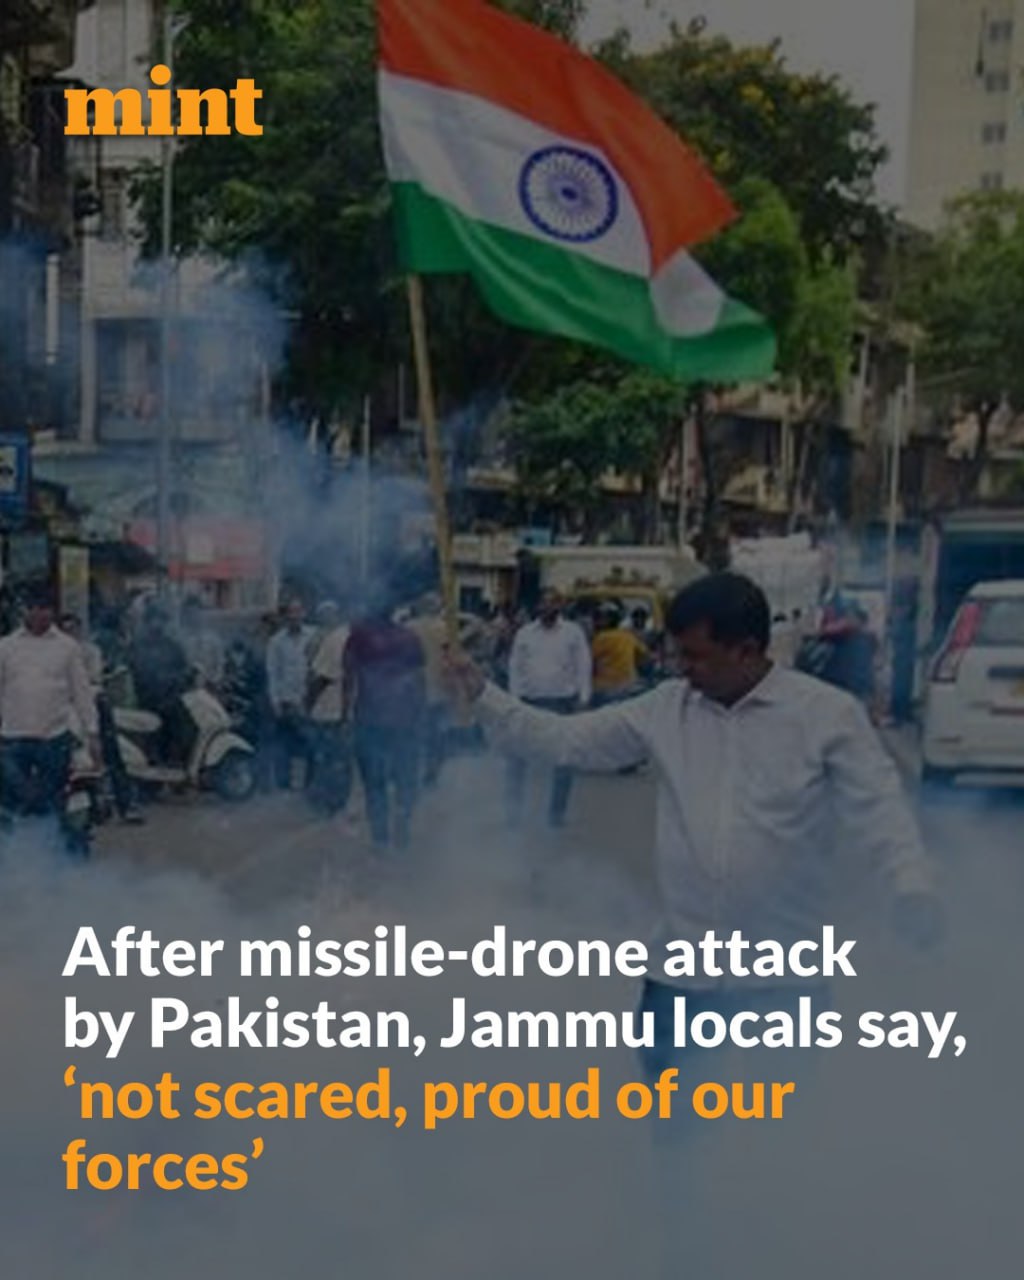 mint
After missile-drone attack
by Pakistan, Jammu locals say,
‘not scared, proud of our
forces’